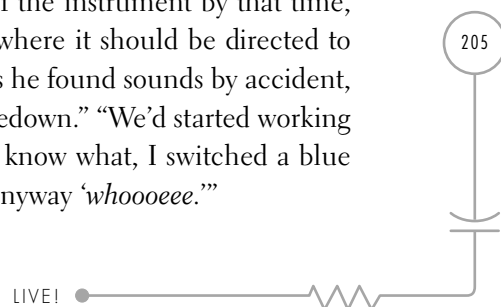 f the instrument by that time,
where it should be directed to
s he found sounds by accident,
edown.” “We’d started working
know what, I switched a blue
nyway ‘whoooeee.’”
205
LIVE!